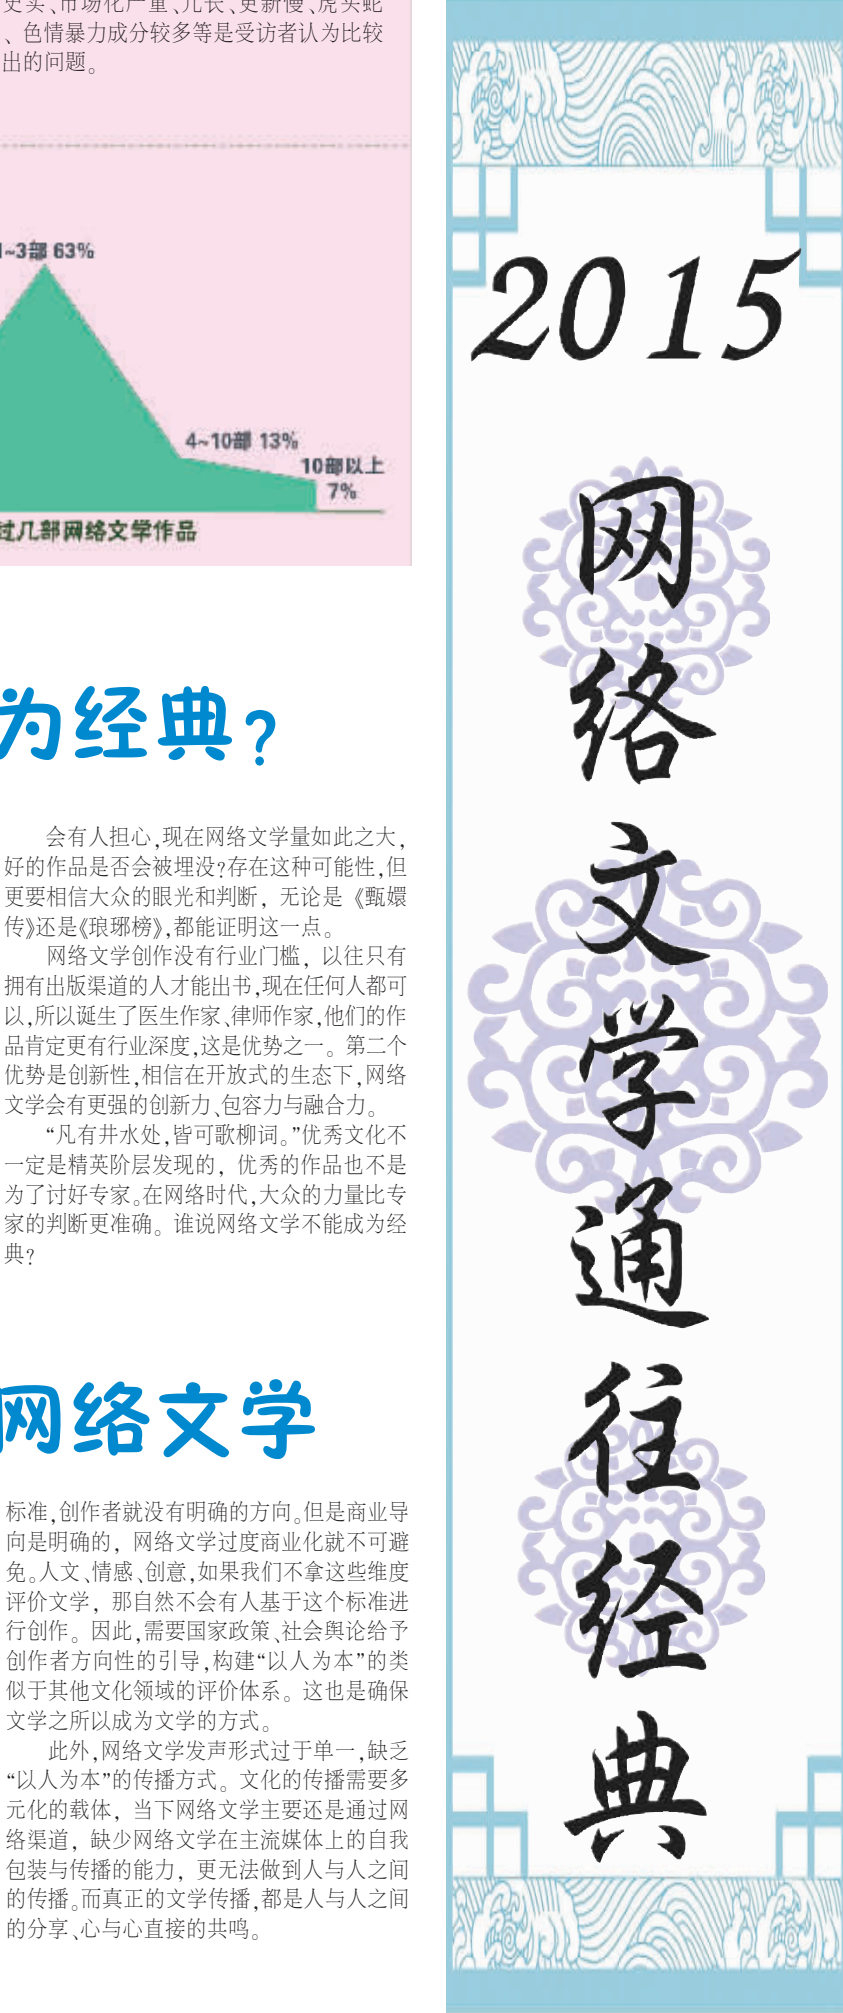 史实、市场化严重、冗长、更新慢、虎头蛇
、色情暴力成分较多等是受访者认为比较
出的问题。
1~3部 63%
4~10部 13%
10部以上
7%
过几部网络文学作品
为经典?
会有人担心,现在网络文学量如此之大,
好的作品是否会被埋没?存在这种可能性,但
更要相信大众的眼光和判断, 无论是《甄嬛
传》还是《琅琊榜》,都能证明这一点。
网络文学创作没有行业门槛, 以往只有
拥有出版渠道的人才能出书,现在任何人都可
以,所以诞生了医生作家、律师作家,他们的作
品肯定更有行业深度,这是优势之一。第二个
优势是创新性,相信在开放式的生态下,网络
文学会有更强的创新力、包容力与融合力。
“凡有井水处,皆可歌柳词。”优秀文化不
一定是精英阶层发现的, 优秀的作品也不是
为了讨好专家。在网络时代,大众的力量比专
家的判断更准确。谁说网络文学不能成为经
典?
网络文学
标准,创作者就没有明确的方向。但是商业导
向是明确的, 网络文学过度商业化就不可避
免。人文、情感、创意,如果我们不拿这些维度
评价文学, 那自然不会有人基于这个标准进
行创作。因此,需要国家政策、社会舆论给予
创作者方向性的引导,构建“以人为本”的类
似于其他文化领域的评价体系。这也是确保
文学之所以成为文学的方式。
此外,网络文学发声形式过于单一,缺乏
“以人为本”的传播方式。文化的传播需要多
元化的载体, 当下网络文学主要还是通过网
络渠道, 缺少网络文学在主流媒体上的自我
包装与传播的能力, 更无法做到人与人之间
的传播。而真正的文学传播,都是人与人之间
的分享、心与心直接的共鸣。
2015
网络文学通往经典